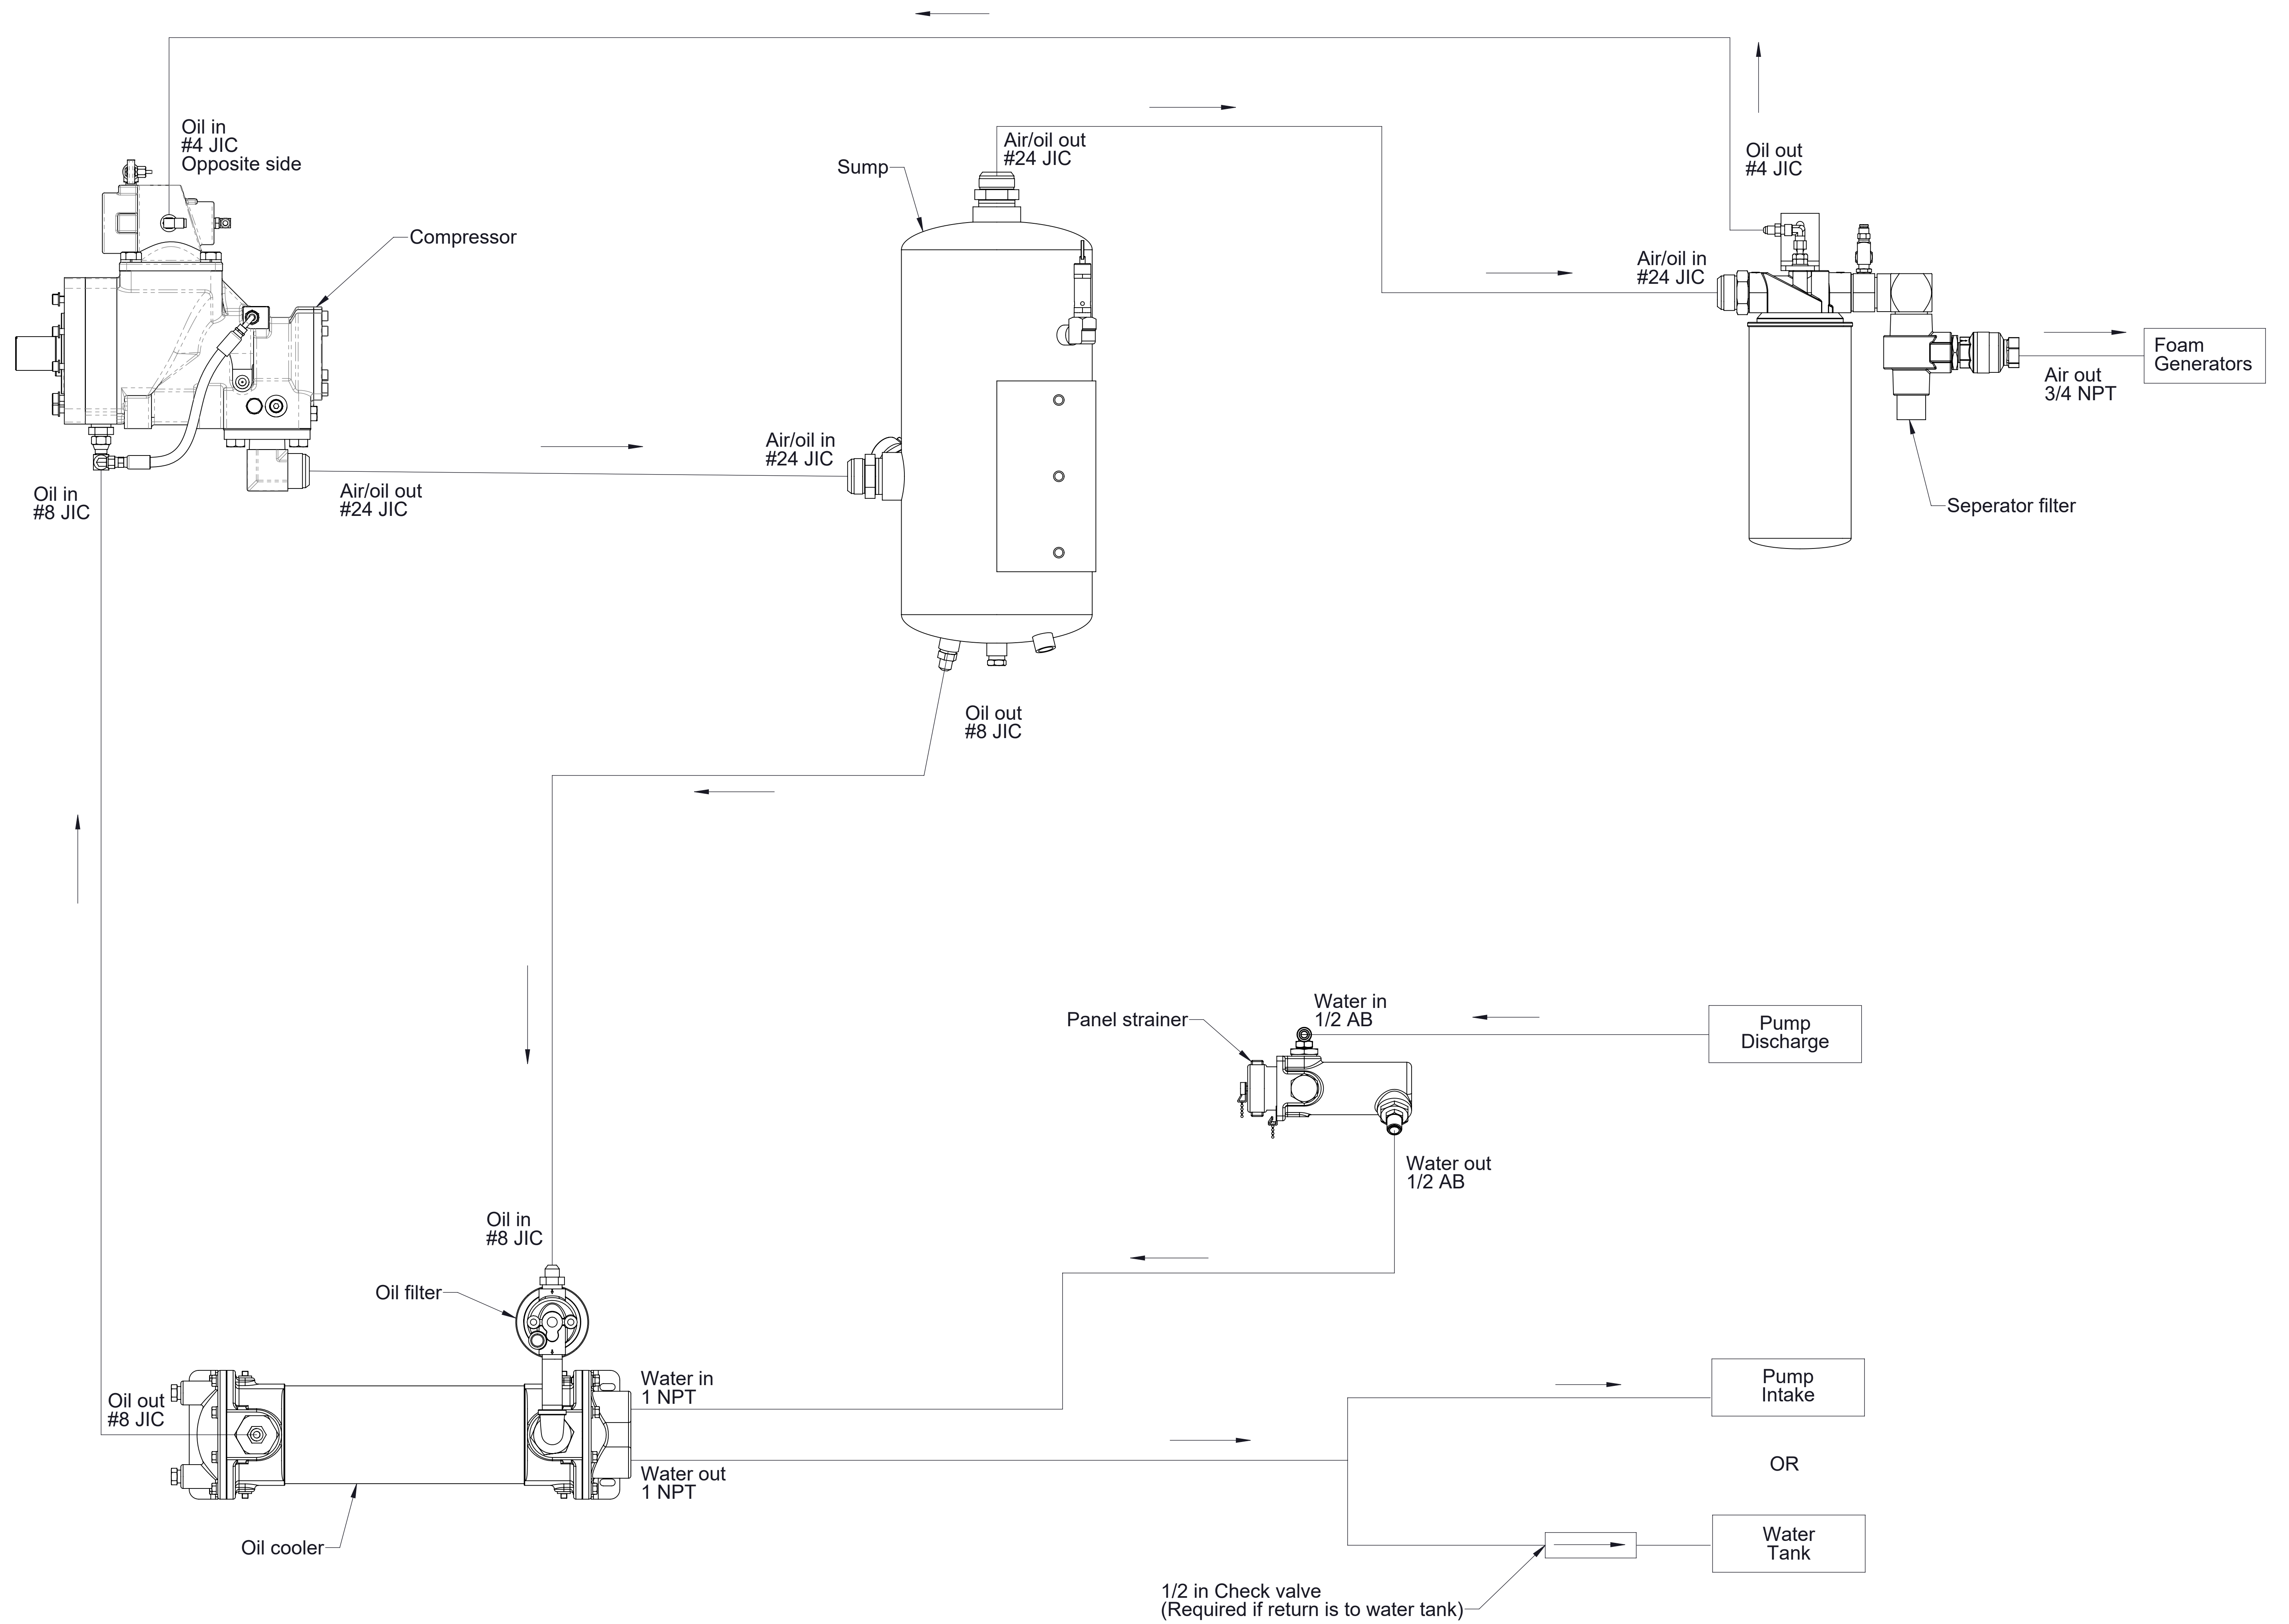 Oil in
#4 JIC
Opposite side
Compressor
Sump
Air/oil out
#24 JIC
Oil out
#4 JIC
Air/oil in
#24 JIC
Foam
Generators
Air out
3/4 NPT
Seperator filter
Air/oil in
#24 JIC
Air/oil out
#24 JIC
Oil in
#8 JIC
Oil out
#8 JIC
Panel strainer
Water in
1/2 AB
Pump
Discharge
Water out
1/2 AB
Oil in
#8 JIC
Oil filter
Oil out
#8 JIC
Water in
1 NPT
Water out
1 NPT
Oil cooler
Pump
Intake
OR
Water
Tank
1/2 in Check valve
(Required if return is to water tank)